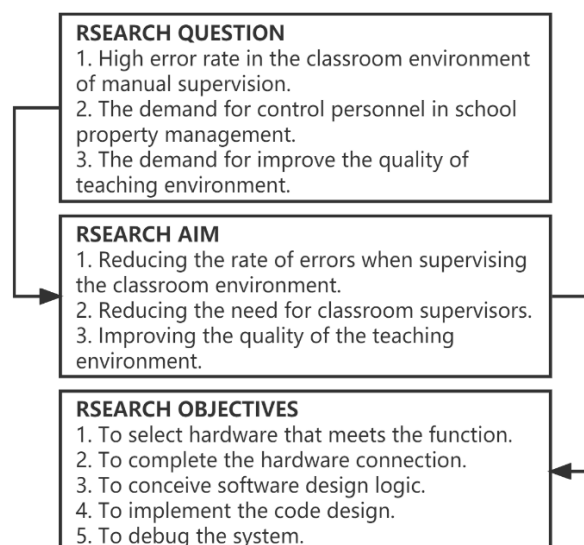 RSEARCH QUESTION
1. High error rate in the classroom environment
of manual supervision.
2. The demand for control personnel in school
property management.
3. The demand for improve the quality of
teaching environment.
RSEARCH AIM
1. Reducing the rate of errors when supervising
the classroom environment.
2. Reducing the need for classroom supervisors.
3. Improving the quality of the teaching
environment.
RSEARCH OBJECTIVES
1. To select hardware that meets the function.
2. To complete the hardware connection.
3. To conceive software design logic.
4. To implement the code design.
5. To debug the system.